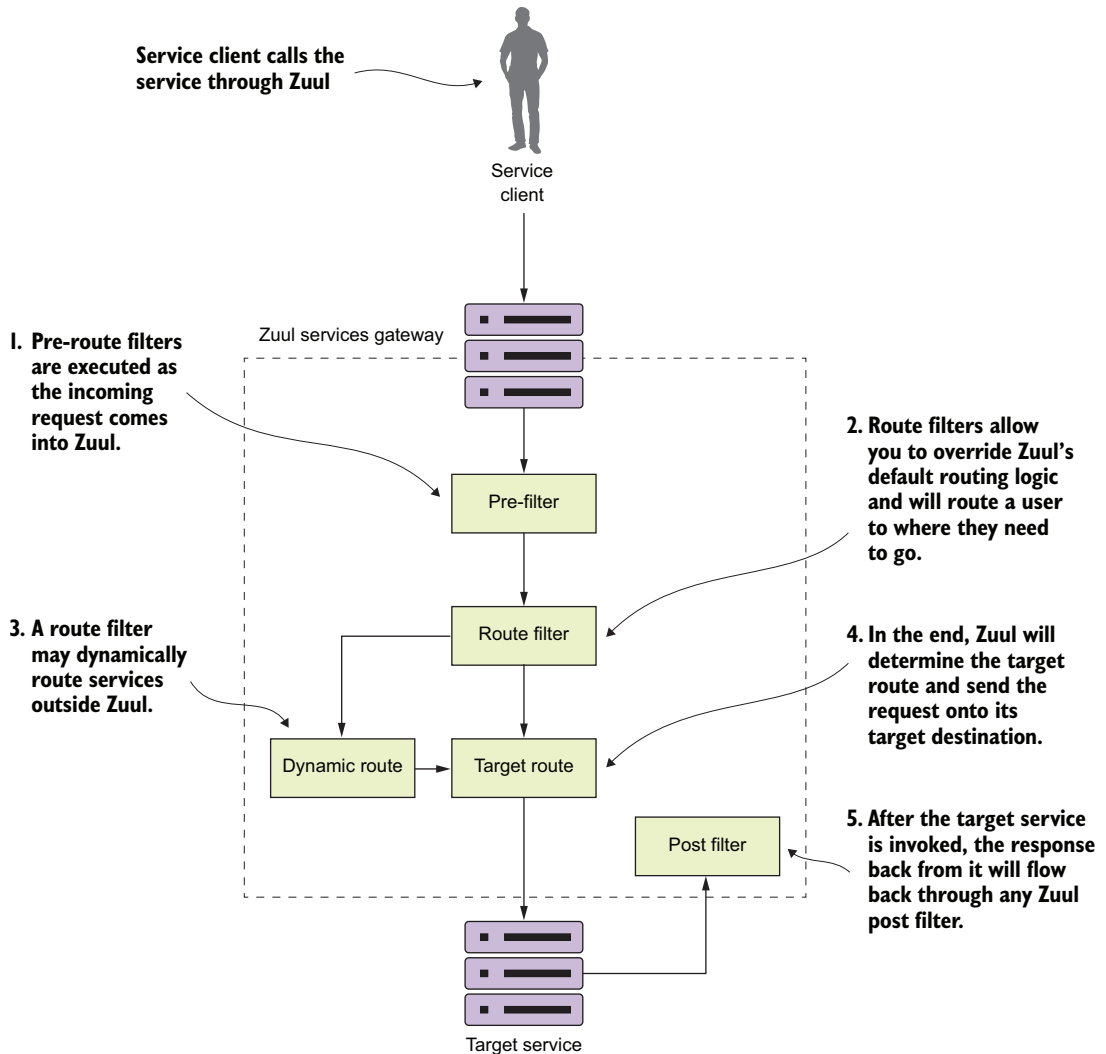 Service client calls the
service through Zuul
Service
client
Zuul services gateway
1. Pre-route filters
are executed as
the incoming
request comes
into Zuul.
Pre-filter
2. Route filters allow
you to override Zuul’s
default routing logic
and will route a user
to where they need
to go.
Route filter
3. A route filter
may dynamically
route services
outside Zuul.
4. In the end, Zuul will
determine the target
route and send the
request onto its
target destination.
Dynamic route
Target route
5. After the target service
is invoked, the response
back from it will flow
back through any Zuul
post filter.
Post filter
Target service